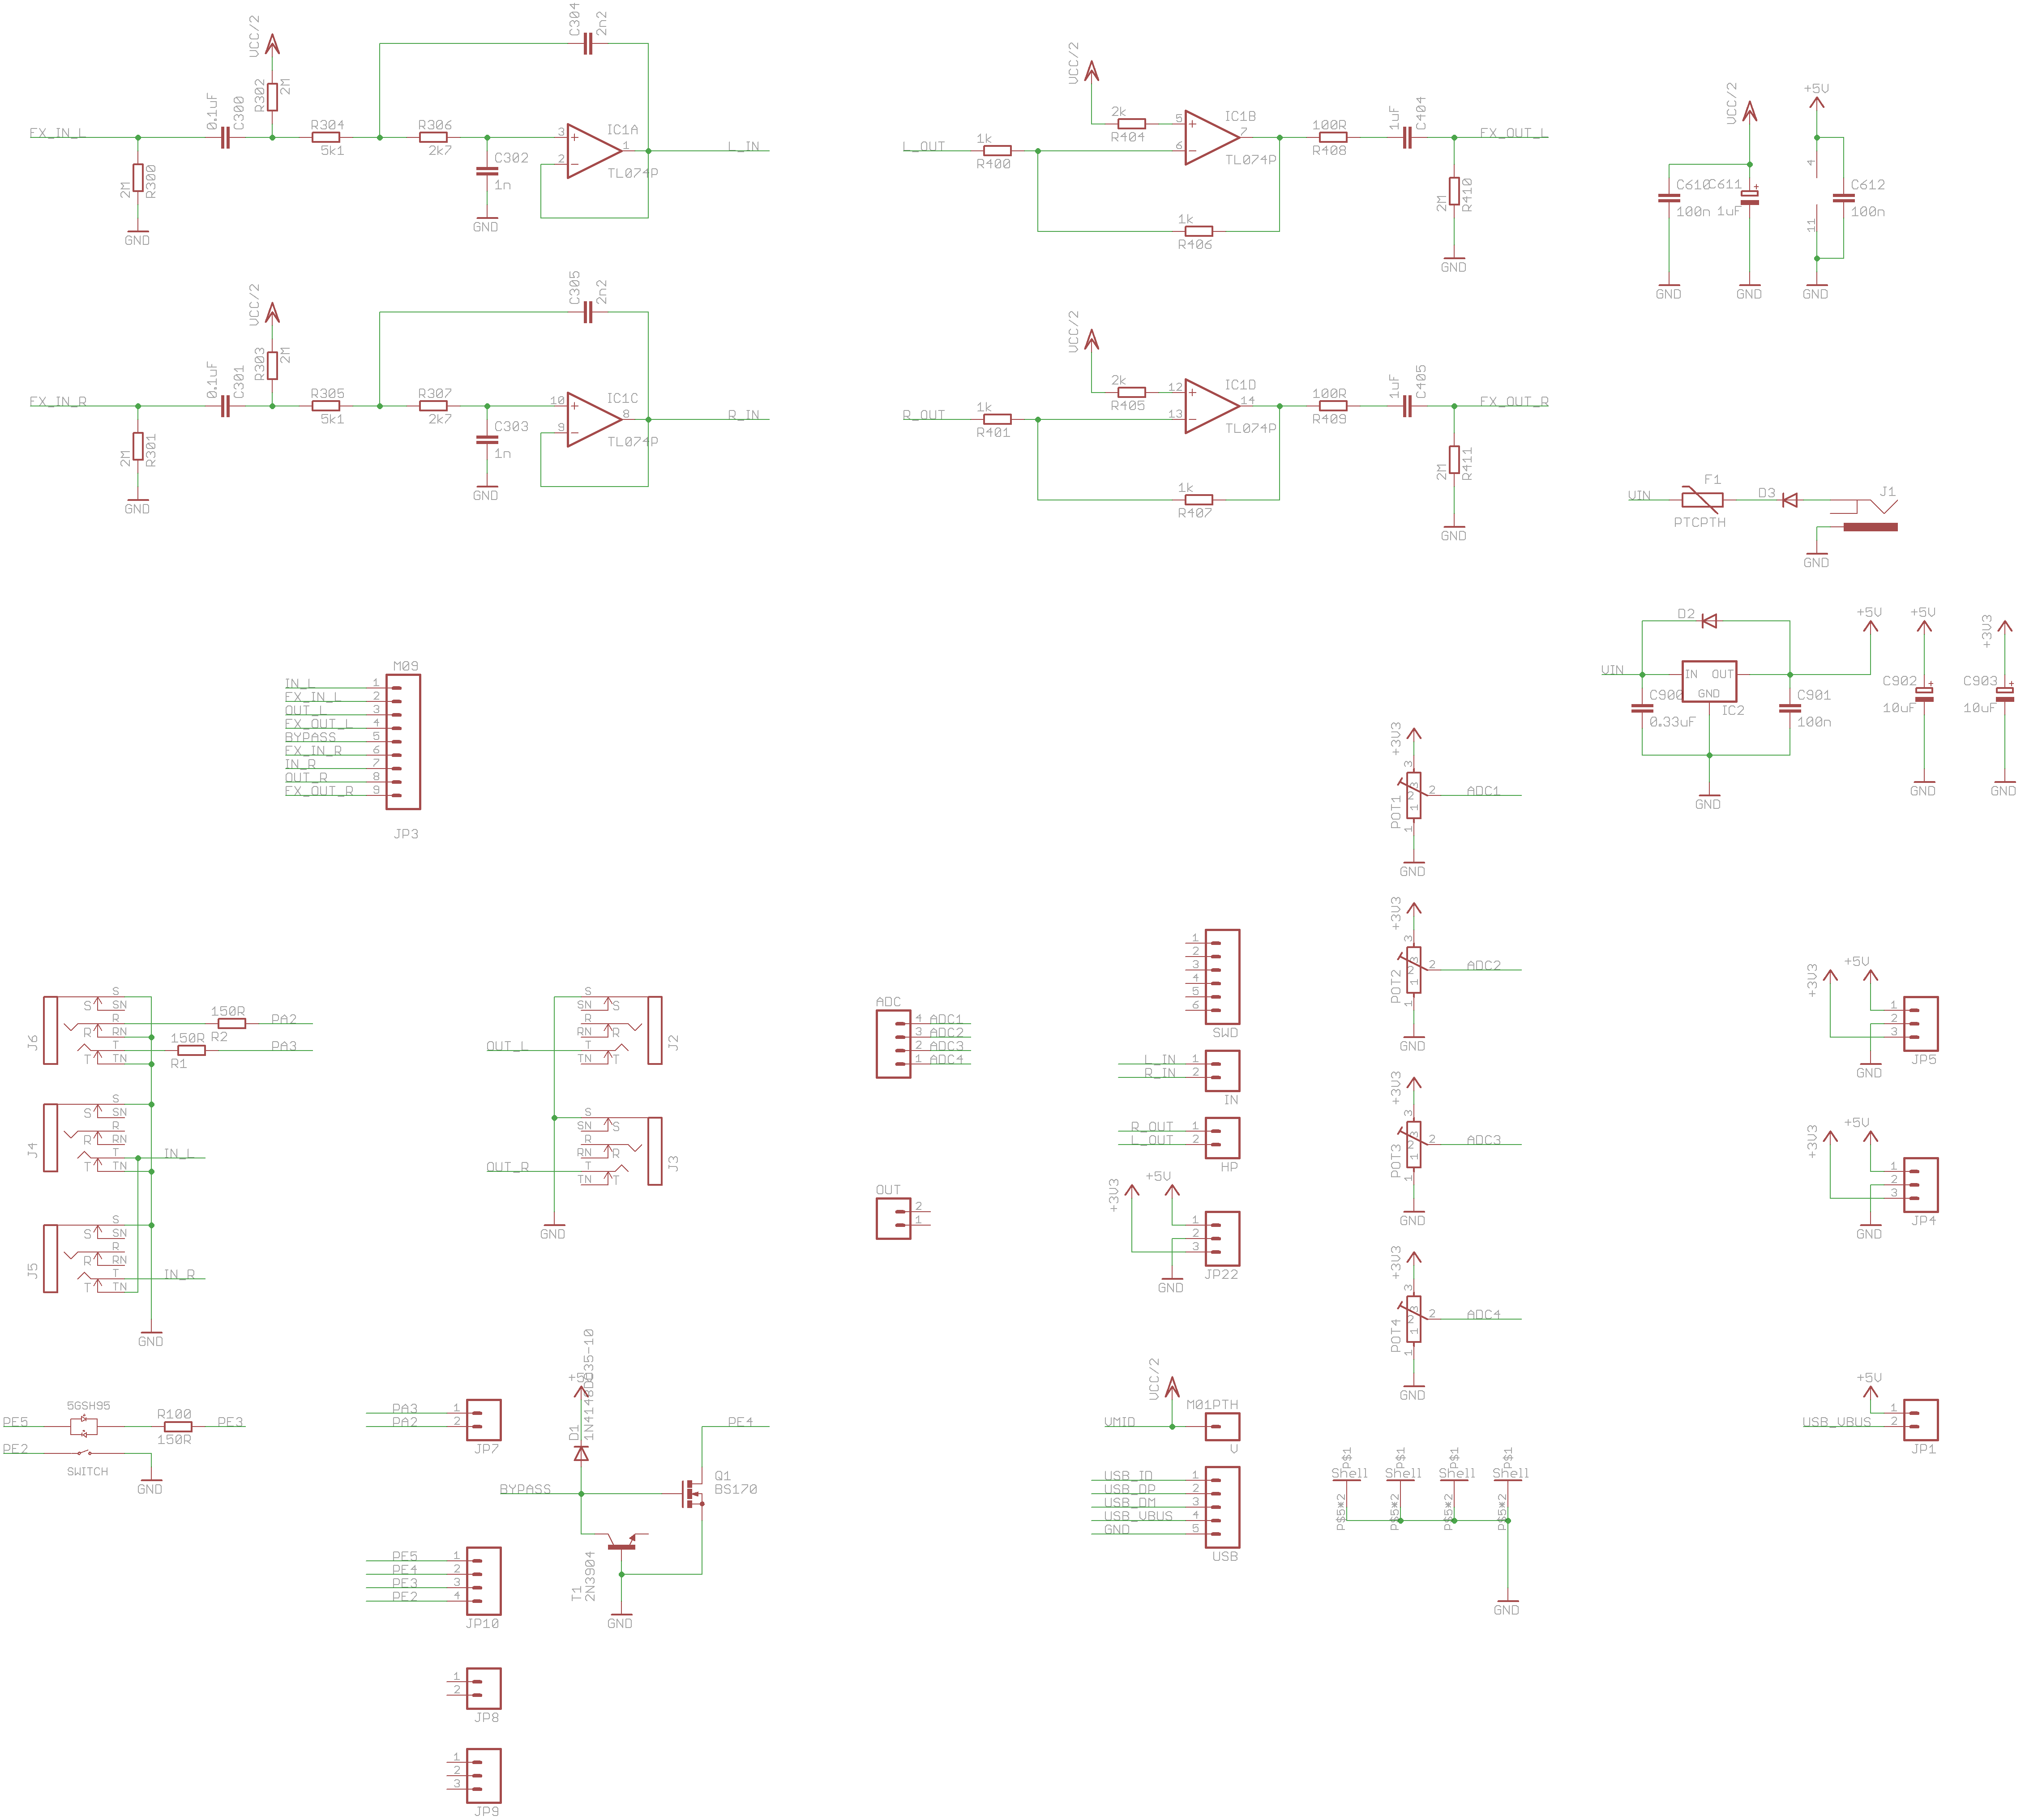 C304
2n2
VCC/2
R302
2M
0.1uF
C300
FX_IN_L
R304
5k1
R306
2k7
3
2
1
IC1A
TL074P
L_IN
C302
1n
2M
R300
GND
GND
C305
2n2
VCC/2
R303
2M
0.1uF
C301
FX_IN_R
R305
5k1
R307
2k7
10
9
8
IC1C
TL074P
R_IN
C303
1n
2M
R301
GND
GND
VCC/2
2k
R404
5
6
7
IC1B
TL074P
L_OUT
1k
R400
1k
R406
100R
R408
1uF
C404
FX_OUT_L
2M
R410
GND
VCC/2
2k
R405
12
13
14
IC1D
TL074P
R_OUT
1k
R401
1k
R407
100R
R409
1uF
C405
FX_OUT_R
2M
R411
GND
VCC/2
+5V
C610
100n
C611
+
1uF
4
11
C612
100n
GND
GND
GND
VIN
F1
PTCPTH
D3
J1
GND
D2
VIN
IN
OUT
GND
IC2
C900
0.33uF
C901
100n
GND
+5V
+5V
+3V3
C902
+
10uF
C903
+
10uF
GND
GND
M09
IN_L 1
FX_IN_L 2
OUT_L 3
FX_OUT_L 4
BYPASS 5
FX_IN_R 6
IN_R 7
OUT_R 8
FX_OUT_R 9
JP3
+3V3
3
POT1
2 3
1
2
ADC1
1
GND
+3V3
3
POT2
2 3
1
2
ADC2
1
GND
+3V3
3
POT3
2 3
1
2
ADC3
1
GND
+3V3
3
POT4
2 3
1
2
ADC4
1
GND
J6
S
S SN
R
R RN
T
T TN
150R
R2
PA2
150R
R1
PA3
J4
S
S SN
R
R RN
T
T TN
IN_L
J5
S
S SN
R
R RN
T
T TN
IN_R
GND
S
SN S
R
RN R
T
TN T
J2
OUT_L
S
SN S
R
RN R
T
TN T
J3
OUT_R
GND
ADC
4 ADC1
3 ADC2
2 ADC3
1 ADC4
OUT
2
1
1
2
3
4
5
6
SWD
L_IN 1
R_IN 2
IN
R_OUT 1
L_OUT 2
HP
+3V3
+5V
1
2
3
JP22
GND
+3V3
+5V
1
2
3
JP5
GND
+3V3
+5V
1
2
3
JP4
GND
PE5
5GSH95
R100
150R
PE3
PE2
SWITCH
GND
PA3 1
PA2 2
JP7
PE5 1
PE4 2
PE3 3
PE2 4
JP10
1
2
JP8
1
2
3
JP9
D1
1N4148DO35-10
BYPASS
PE4
Q1
BS170
T1
2N3904
GND
VCC/2
VMID
M01PTH
V
USB_ID 1
USB_DP 2
USB_DM 3
USB_VBUS 4
GND 5
USB
P$1
Shell
P$5*2
P$1
Shell
P$5*2
P$1
Shell
P$5*2
P$1
Shell
P$5*2
GND
+5V
1
USB_VBUS 2
JP1